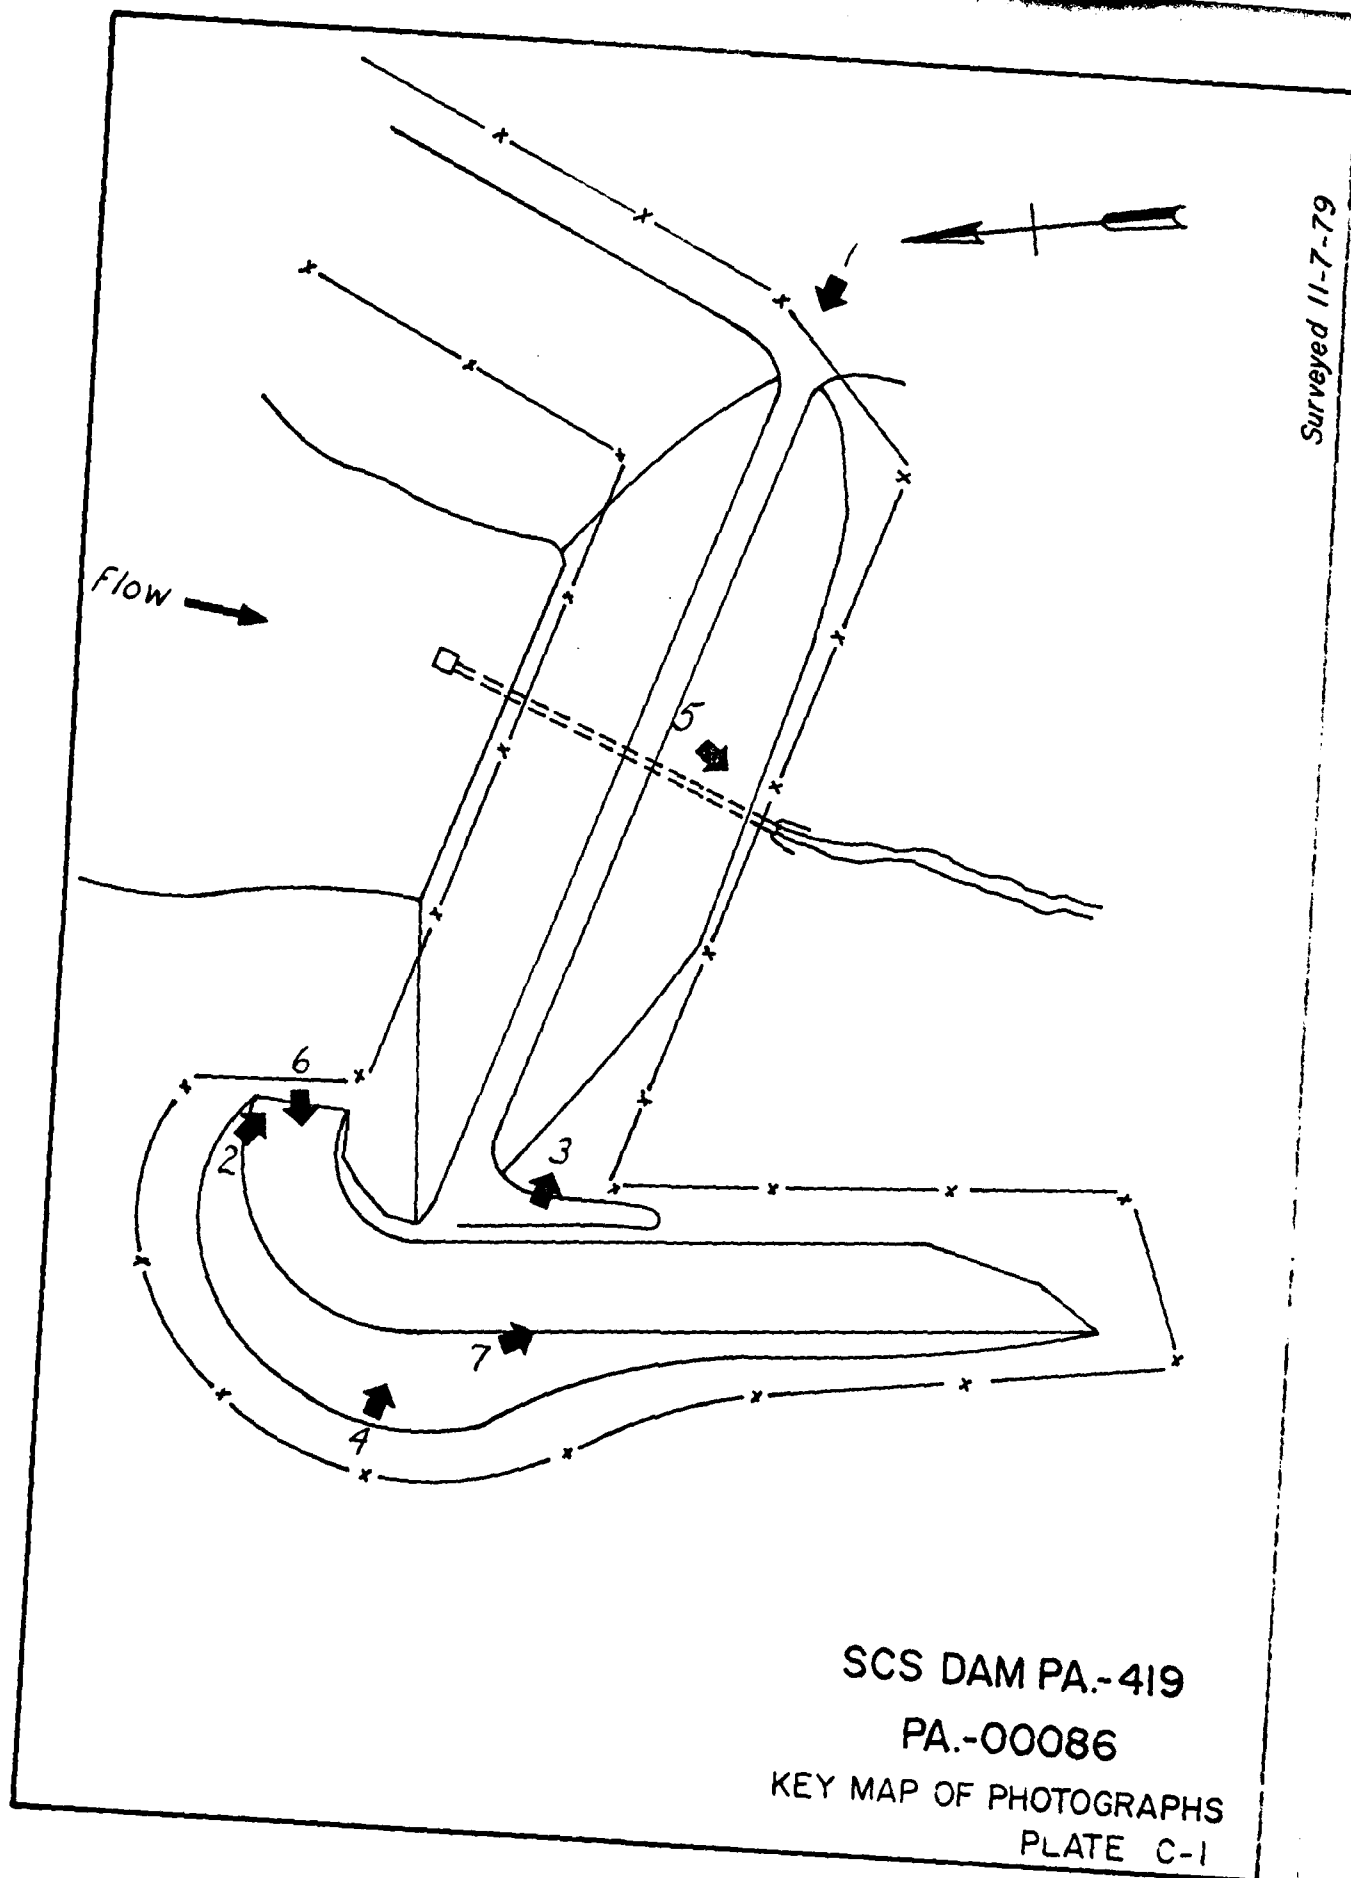 Surveyed 11-7-79
1
Flow
5
6
2
3
7
4
SCS DAM PA.-419
PA.-00086
KEY MAP OF PHOTOGRAPHS
PLATE C-1